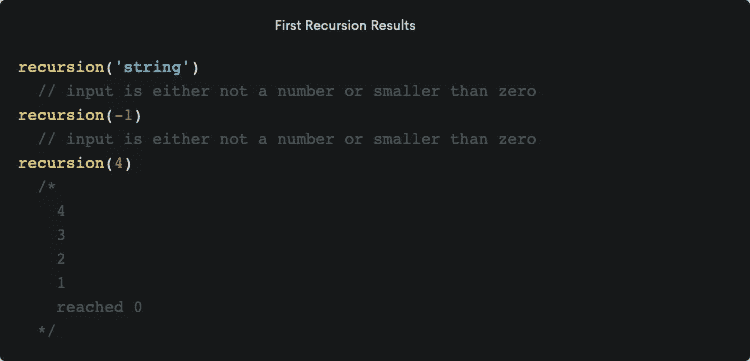 First Recursion Results
recursion('string')
// input is either not a number or smaller than zero
recursion(-1)
// input is either not a number or smaller than zero
recursion(4)
/*
4
3
2
1
reached 0
*/